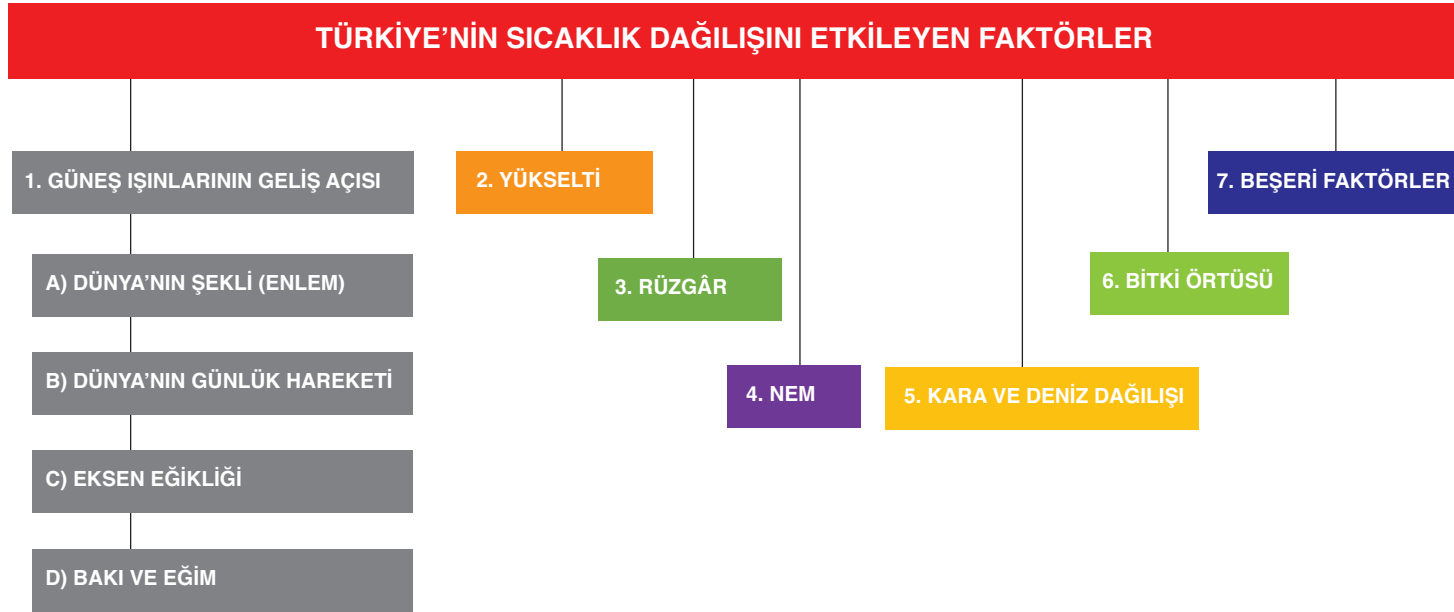 TÜRKİYE’NİN SICAKLIK DAĞILIŞINI ETKİLEYEN FAKTÖRLER
1. GÜNEŞ IŞINLARININ GELİŞ AÇISI
A) DÜNYA’NIN ŞEKLİ (ENLEM)
B) DÜNYA’NIN GÜNLÜK HAREKETİ
C) EKSEN EĞİKLİĞİ
D) BAKI VE EĞİM
2. YÜKSELTİ
3. RÜZGÂR
4. NEM
5. KARA VE DENİZ DAĞILIŞI
6. BİTKİ ÖRTÜSÜ
7. BEŞERİ FAKTÖRLER